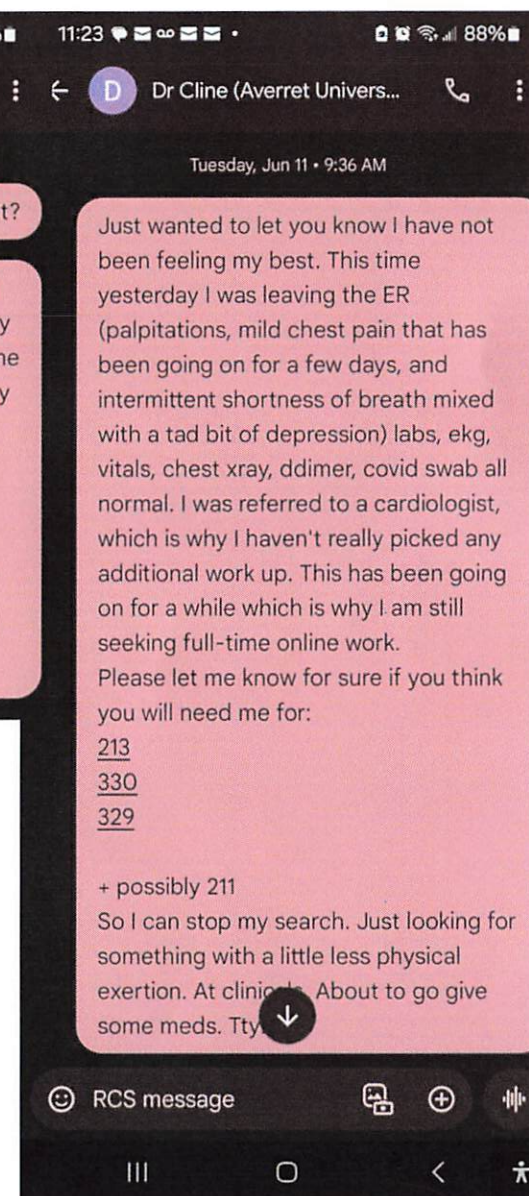 11:23
88%
D Dr Cline (Averret Univers...
Tuesday, Jun 11 • 9:36 AM
t?
y
ne
y
Just wanted to let you know I have not
been feeling my best. This time
yesterday I was leaving the ER
(palpitations, mild chest pain that has
been going on for a few days, and
intermittent shortness of breath mixed
with a tad bit of depression) labs, ekg,
vitals, chest xray, ddimer, covid swab all
normal. I was referred to a cardiologist,
which is why I haven't really picked any
additional work up. This has been going
on for a while which is why I am still
seeking full-time online work.
Please let me know for sure if you think
you will need me for:
213
330
329
+ possibly 211
So I can stop my search. Just looking for
something with a little less physical
exertion. At About to go give
some meds.
RCS message